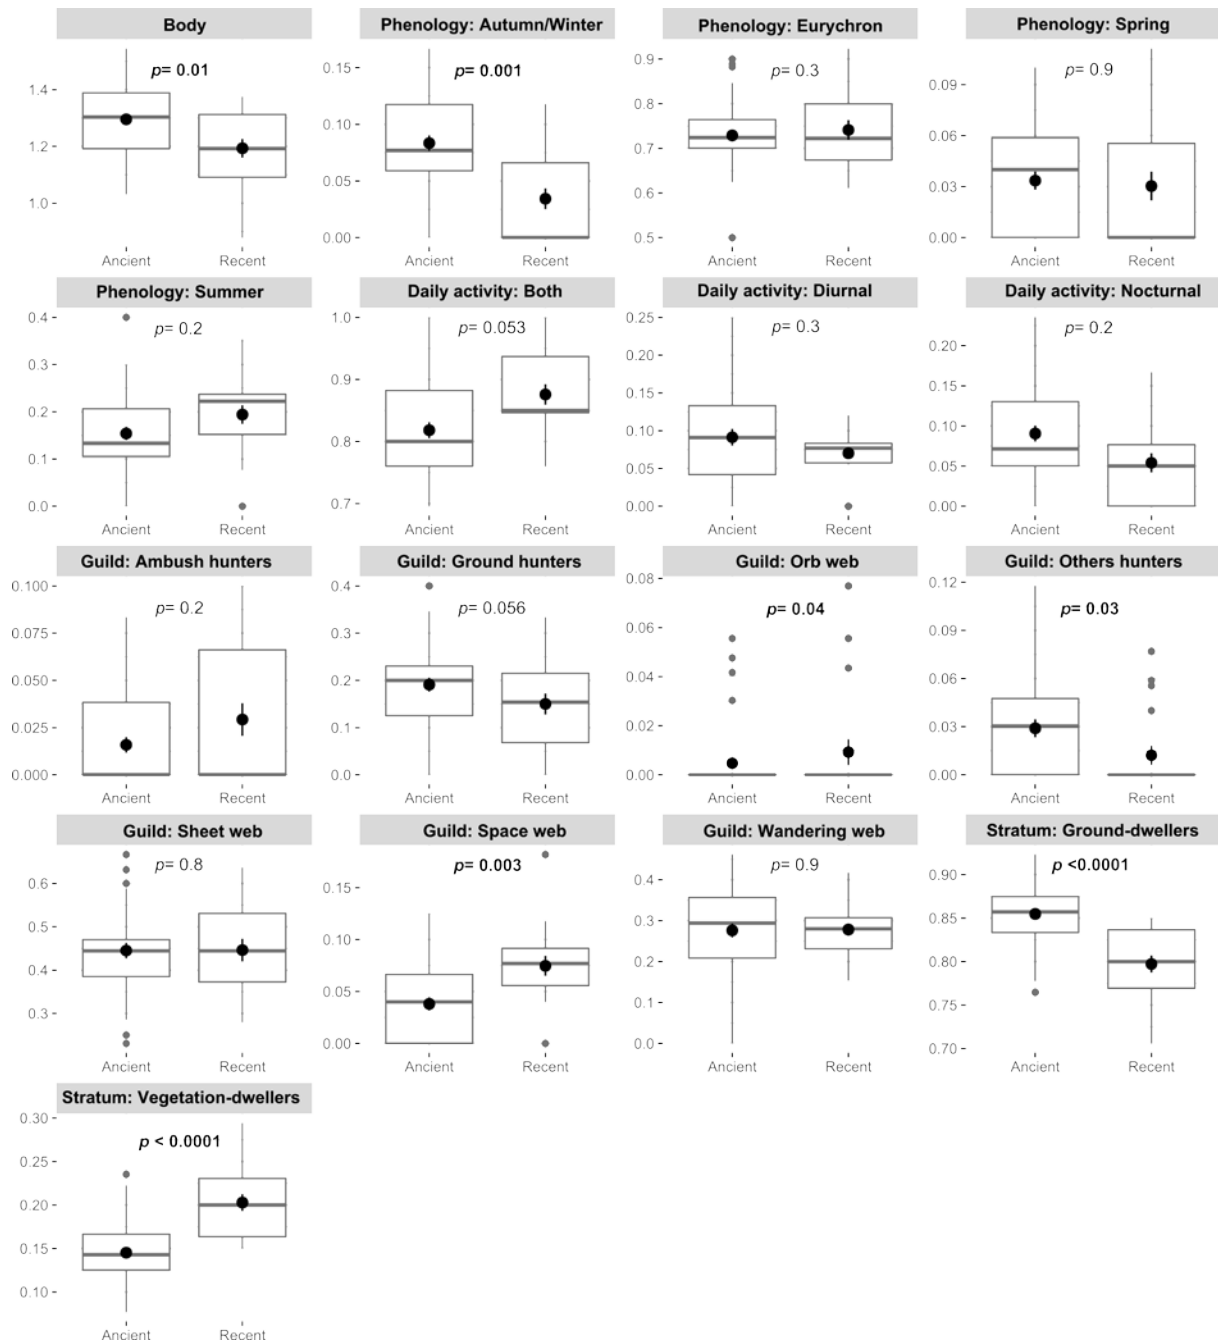 Body
Phenology: Autumn/Winter
Phenology: Eurychron
Phenology: Spring
p= 0.01
p= 0.001
p= 0.3
p= 0.9
1.4
1.2
1.0
0.15
0.10
0.05
0.00
0.9
0.8
0.7
0.6
0.5
0.09
0.06
0.03
0.00
Ancient Recent
Ancient Recent
Ancient Recent
Ancient Recent
Phenology: Summer
Daily activity: Both
Daily activity: Diurnal
Daily activity: Nocturnal
p= 0.2
p= 0.053
p= 0.3
p= 0.2
0.4
0.3
0.2
0.1
0.0
1.0
0.9
0.8
0.7
0.25
0.20
0.15
0.10
0.05
0.00
0.20
0.15
0.10
0.05
0.00
Ancient Recent
Ancient Recent
Ancient Recent
Ancient Recent
Guild: Ambush hunters
Guild: Ground hunters
Guild: Orb web
Guild: Others hunters
p= 0.2
p= 0.056
p= 0.04
p= 0.03
0.100
0.075
0.050
0.025
0.000
0.4
0.3
0.2
0.1
0.0
0.08
0.06
0.04
0.02
0.00
0.12
0.09
0.06
0.03
0.00
Ancient Recent
Ancient Recent
Ancient Recent
Ancient Recent
Guild: Sheet web
Guild: Space web
Guild: Wandering web
Stratum: Ground-dwellers
p= 0.8
p= 0.003
p= 0.9
p <0.0001
0.6
0.5
0.4
0.3
0.15
0.10
0.05
0.00
0.4
0.3
0.2
0.1
0.0
0.90
0.85
0.80
0.75
0.70
Ancient Recent
Ancient Recent
Ancient Recent
Ancient Recent
Stratum: Vegetation-dwellers
p < 0.0001
0.30
0.25
0.20
0.15
0.10
Ancient Recent